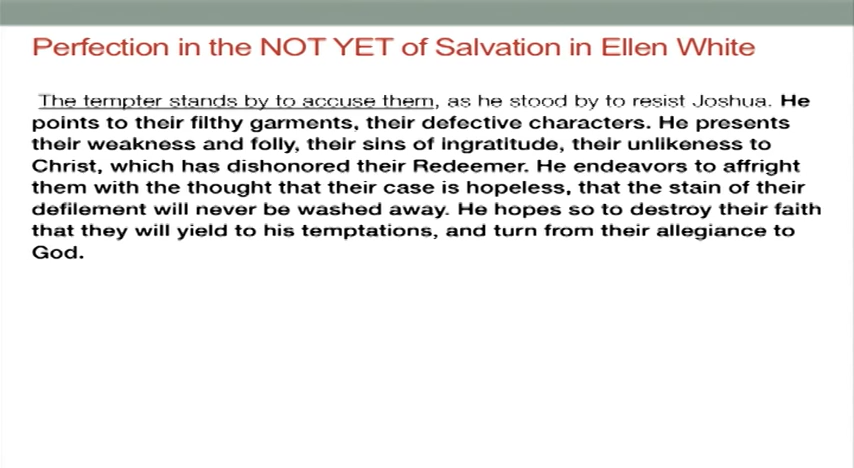 Perfection in the NOT YET of Salvation in Ellen White
The tempter stands by to accuse them, as he stood by to resist Joshua. He
points to their filthy garments, their defective characters. He presents
their weakness and folly, their sins of ingratitude, their unlikeness to
Christ, which has dishonored their Redeemer. He endeavors to affright
them with the thought that their case is hopeless, that the stain of their
defilement will never be washed away. He hopes so to destroy their faith
that they will yield to his temptations, and turn from their allegiance to
God.